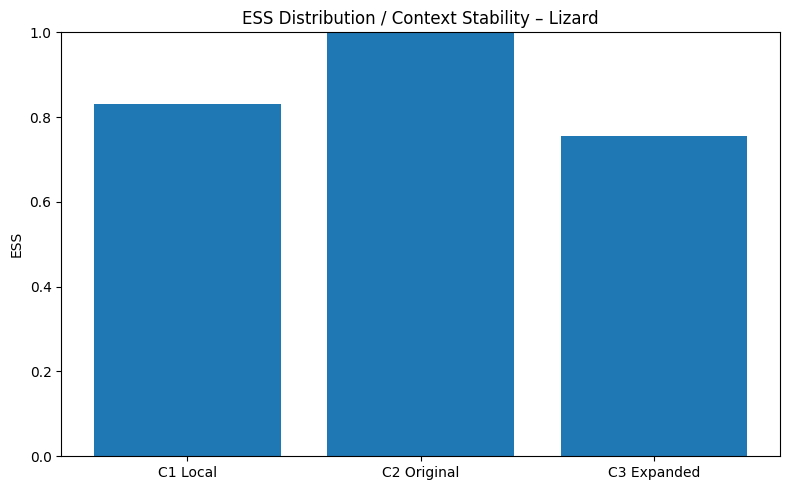 ESS Distribution / Context Stability – Lizard
1.0
0.8
0.6
0.4
0.2
0.0
ESS
C1 Local
C2 Original
C3 Expanded